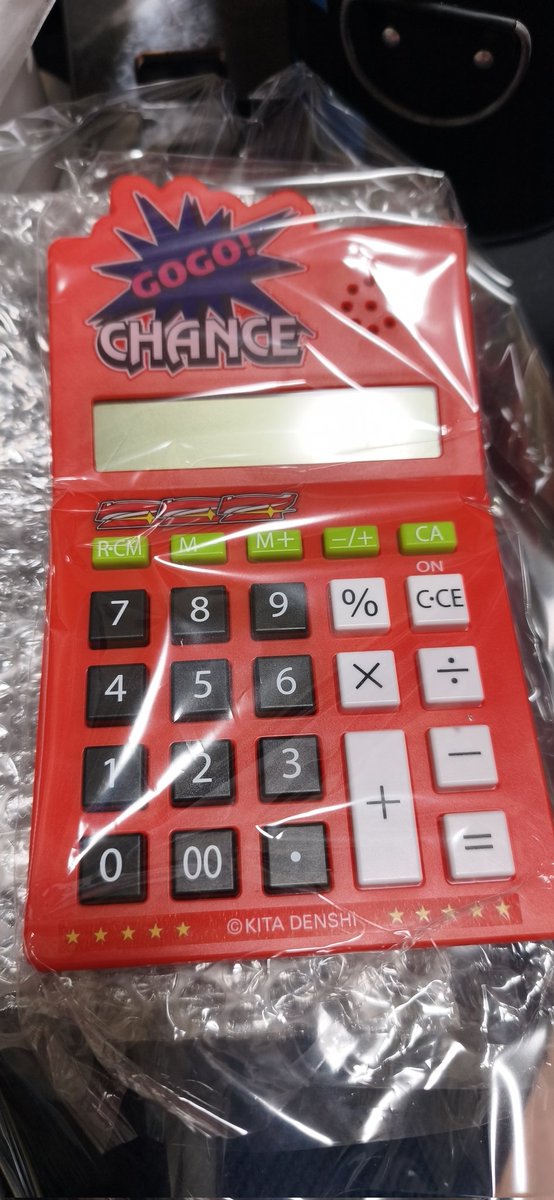 GOGO!
CHANCE
777
R·CM M− M+ −/+ CA
ON
7 8 9 % C·CE
4 5 6 × ÷
1 2 3 + −
0 00 · =
©KITA DENSHI